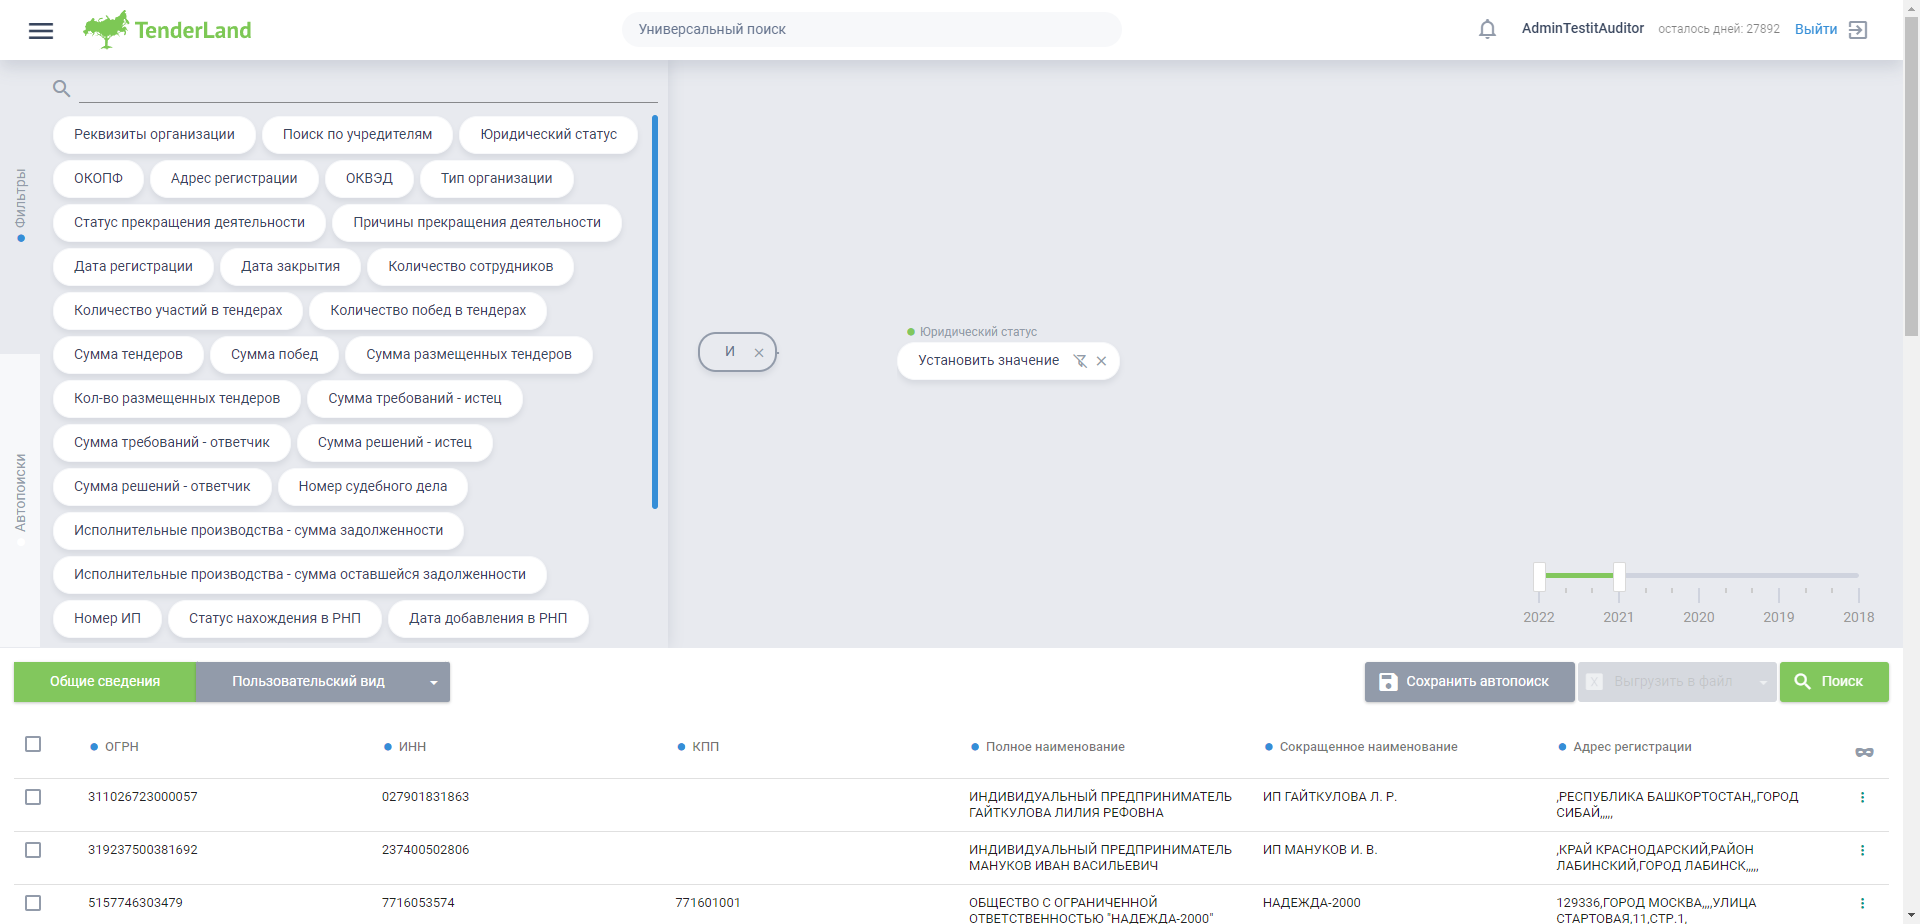 TenderLand
Универсальный поиск
AdminTestitAuditor
осталось дней: 27892
Выйти
Фильтры
Автопоиски
Реквизиты организации
Поиск по учредителям
Юридический статус
ОКОПФ
Адрес регистрации
ОКВЭД
Тип организации
Статус прекращения деятельности
Причины прекращения деятельности
Дата регистрации
Дата закрытия
Количество сотрудников
Количество участий в тендерах
Количество побед в тендерах
Сумма тендеров
Сумма побед
Сумма размещенных тендеров
Кол-во размещенных тендеров
Сумма требований - истец
Сумма требований - ответчик
Сумма решений - истец
Сумма решений - ответчик
Номер судебного дела
Исполнительные производства - сумма задолженности
Исполнительные производства - сумма оставшейся задолженности
Номер ИП
Статус нахождения в РНП
Дата добавления в РНП
И
Юридический статус
Установить значение
2022
2021
2020
2019
2018
Общие сведения
Пользовательский вид
Сохранить автопоиск
Выгрузить в файл
Поиск
ОГРН
ИНН
КПП
Полное наименование
Сокращенное наименование
Адрес регистрации
311026723000057
027901831863
ИНДИВИДУАЛЬНЫЙ ПРЕДПРИНИМАТЕЛЬ
ГАЙТКУЛОВА ЛИЛИЯ РЕФОВНА
ИП ГАЙТКУЛОВА Л. Р.
,РЕСПУБЛИКА БАШКОРТОСТАН,,ГОРОД
СИБАЙ,,,,,
319237500381692
237400502806
ИНДИВИДУАЛЬНЫЙ ПРЕДПРИНИМАТЕЛЬ
МАНУКОВ ИВАН ВАСИЛЬЕВИЧ
ИП МАНУКОВ И. В.
,КРАЙ КРАСНОДАРСКИЙ,РАЙОН
ЛАБИНСКИЙ,ГОРОД ЛАБИНСК,,,,,
5157746303479
7716053574
771601001
ОБЩЕСТВО С ОГРАНИЧЕННОЙ
ОТВЕТСТВЕННОСТЬЮ "НАДЕЖДА-2000"
НАДЕЖДА-2000
129336,ГОРОД МОСКВА,,,,УЛИЦА
СТАРТОВАЯ,11,СТР.1,